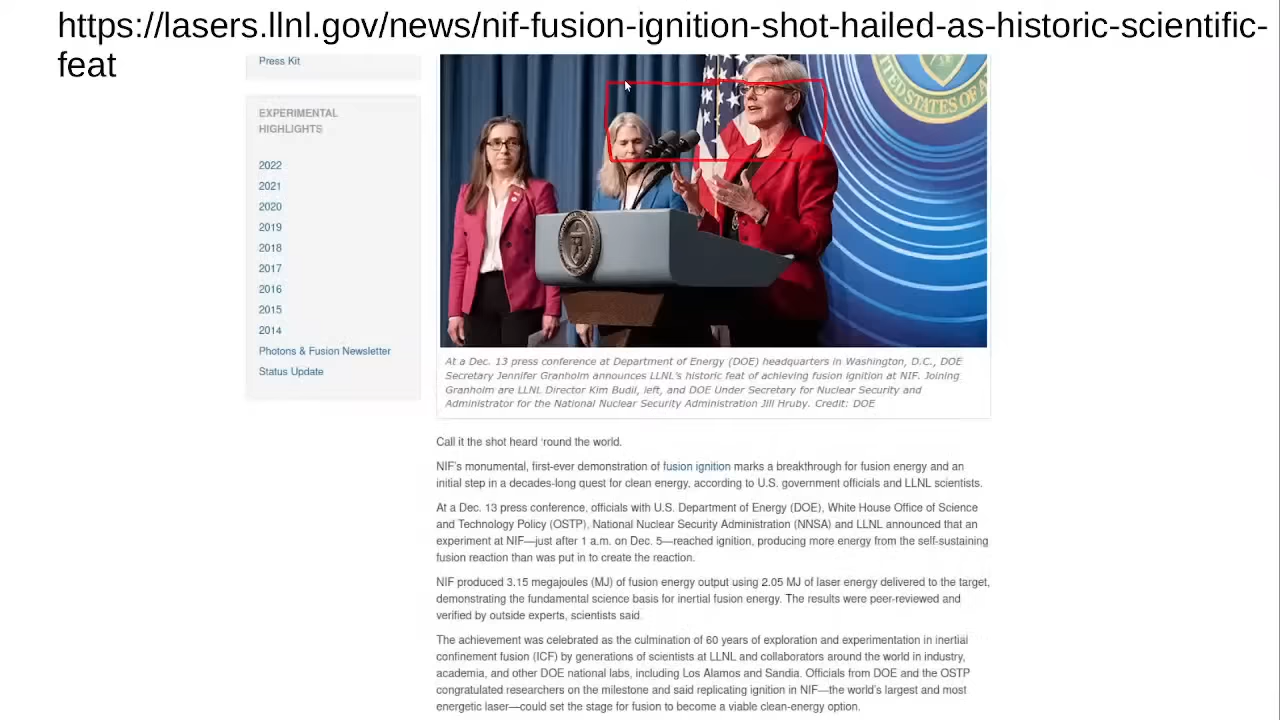 https://lasers.llnl.gov/news/nif-fusion-ignition-shot-hailed-as-historic-scientific-
feat
Press Kit
EXPERIMENTAL
HIGHLIGHTS
2022
2021
2020
2019
2018
2017
2016
2015
2014
Photons & Fusion Newsletter
Status Update
UNITED STATES OF AM
At a Dec. 13 press conference at Department of Energy (DOE) headquarters in Washington, D.C., DOE
Secretary Jennifer Granholm announces LLNL's historic feat of achieving fusion ignition at NIF. Joining
Granholm are LLNL Director Kim Budil, left, and DOE Under Secretary for Nuclear Security and
Administrator for the National Nuclear Security Administration Jill Hruby. Credit: DOE
Call it the shot heard ’round the world.
NIF’s monumental, first-ever demonstration of fusion ignition marks a breakthrough for fusion energy and an
initial step in a decades-long quest for clean energy, according to U.S. government officials and LLNL scientists.
At a Dec. 13 press conference, officials with U.S. Department of Energy (DOE), White House Office of Science
and Technology Policy (OSTP), National Nuclear Security Administration (NNSA) and LLNL announced that an
experiment at NIF—just after 1 a.m. on Dec. 5—reached ignition, producing more energy from the self-sustaining
fusion reaction than was put in to create the reaction.
NIF produced 3.15 megajoules (MJ) of fusion energy output using 2.05 MJ of laser energy delivered to the target,
demonstrating the fundamental science basis for inertial fusion energy. The results were peer-reviewed and
verified by outside experts, scientists said.
The achievement was celebrated as the culmination of 60 years of exploration and experimentation in inertial
confinement fusion (ICF) by generations of scientists at LLNL and collaborators around the world in industry,
academia, and other DOE national labs, including Los Alamos and Sandia. Officials from DOE and the OSTP
congratulated researchers on the milestone and said replicating ignition in NIF—the world’s largest and most
energetic laser—could set the stage for fusion to become a viable clean-energy option.